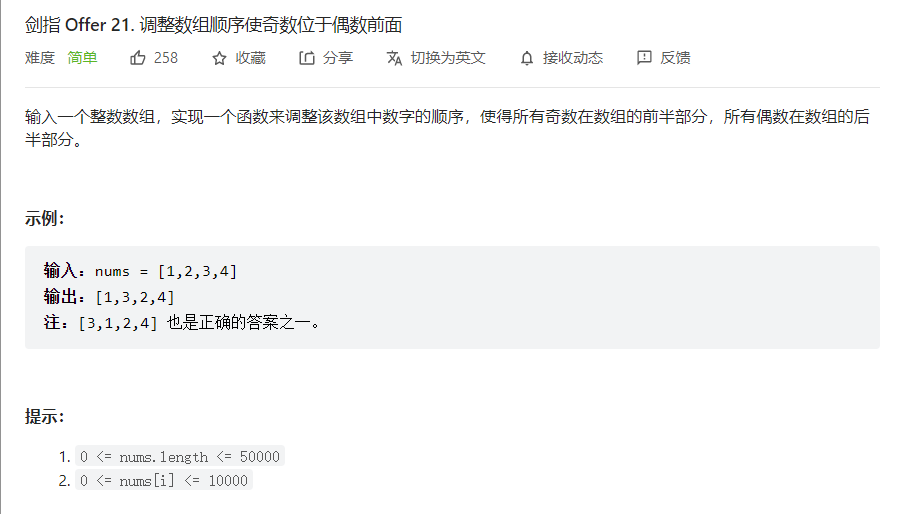 剑指 Offer 21. 调整数组顺序使奇数位于偶数前面
难度 简单 258 收藏 分享 切换为英文 接收动态 反馈
输入一个整数数组，实现一个函数来调整该数组中数字的顺序，使得所有奇数在数组的前半部分，所有偶数在数组的后
半部分。
示例：
输入：nums = [1,2,3,4]
输出：[1,3,2,4]
注：[3,1,2,4] 也是正确的答案之一。
提示：
1. 0 <= nums.length <= 50000
2. 0 <= nums[i] <= 10000